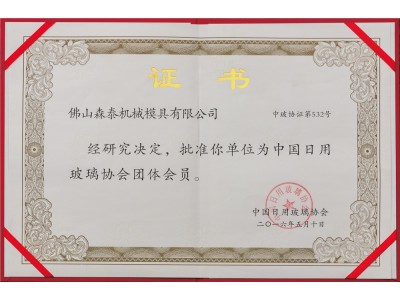 证书
佛山森泰机械模具有限公司
中玻协证第532号
经研究决定，批准你单位为中国日用
玻璃协会团体会员。
中国日用玻璃协会
二〇一六年五月十日